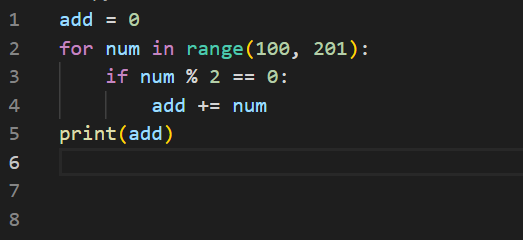 1 add = 0
2 for num in range(100, 201):
3     if num % 2 == 0:
4         add += num
5 print(add)
6
7
8